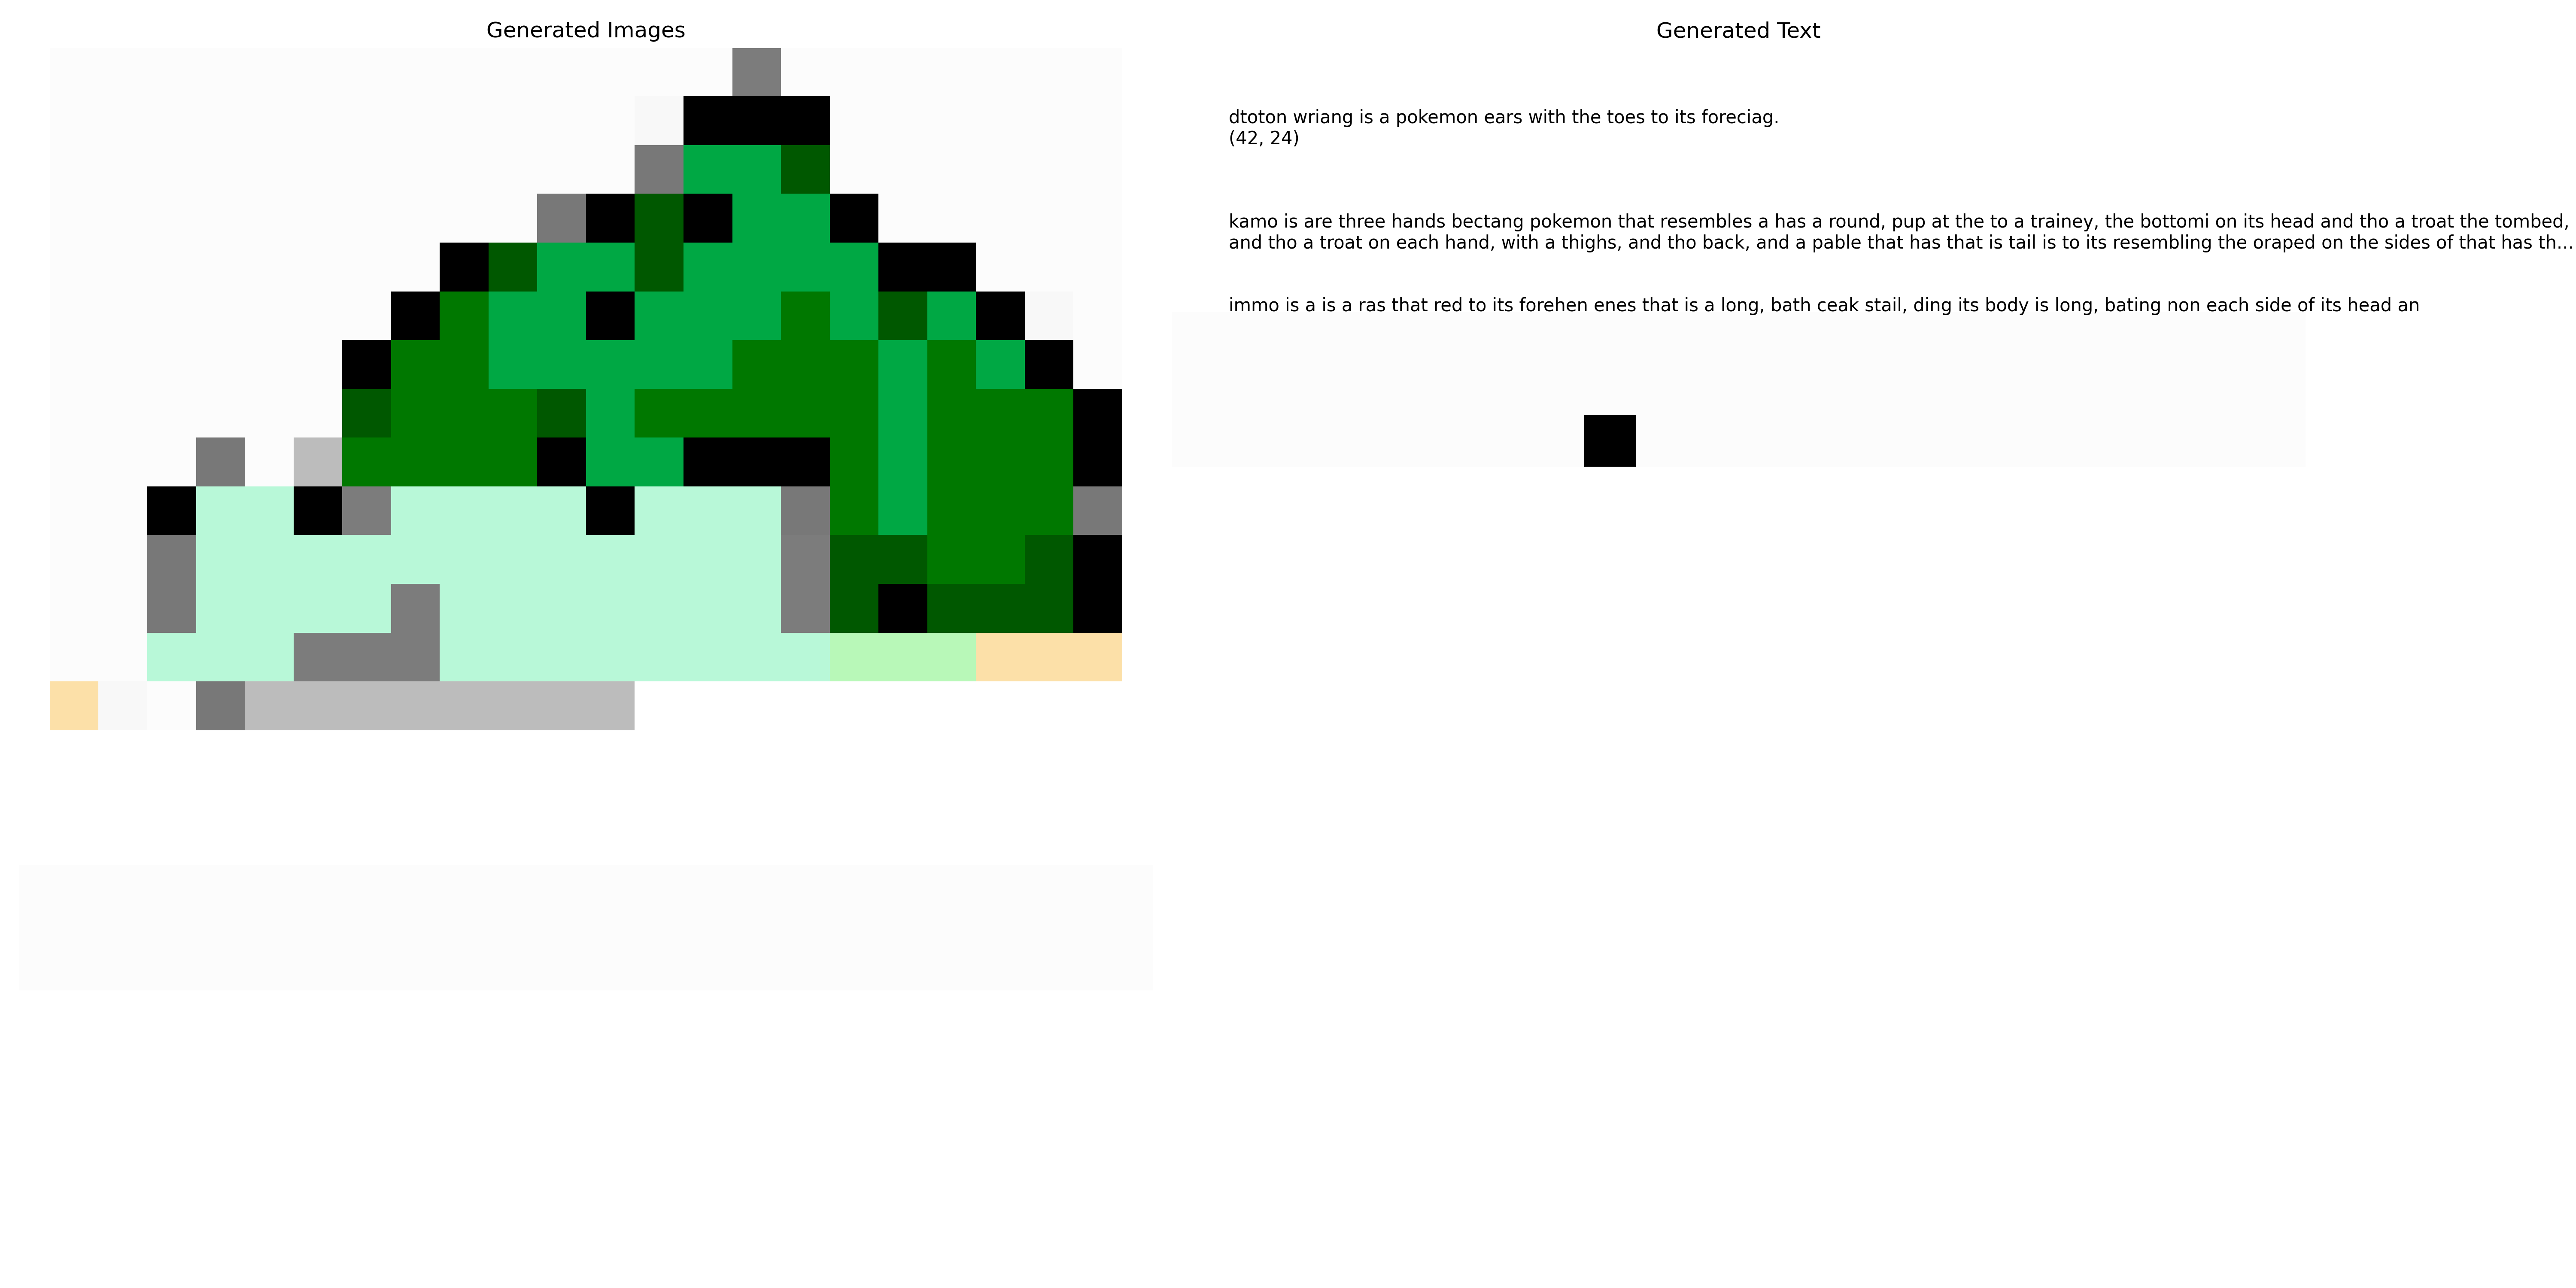 Generated Images
Generated Text
dtoton wriang is a pokemon ears with the toes to its foreciag.
(42, 24)
kamo is are three hands bectang pokemon that resembles a has a round, pup at the to a trainey, the bottomi on its head and tho a troat the tombed,
and tho a troat on each hand, with a thighs, and tho back, and a pable that has that is tail is to its resembling the oraped on the sides of that has th...
immo is a is a ras that red to its forehen enes that is a long, bath ceak stail, ding its body is long, bating non each side of its head an